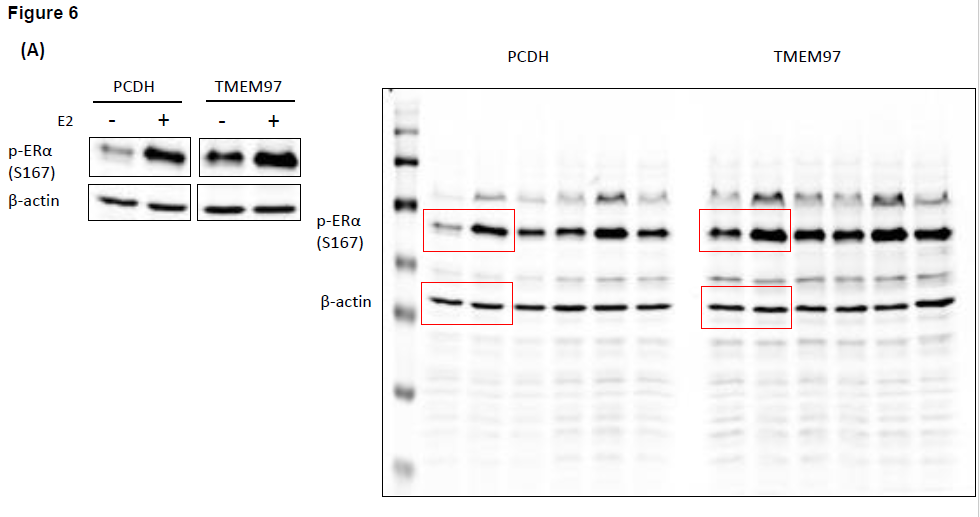 Figure 6
(A)
PCDH TMEM97
E2 - + - +
p-ERα
(S167)
β-actin
PCDH TMEM97
p-ERα
(S167)
β-actin